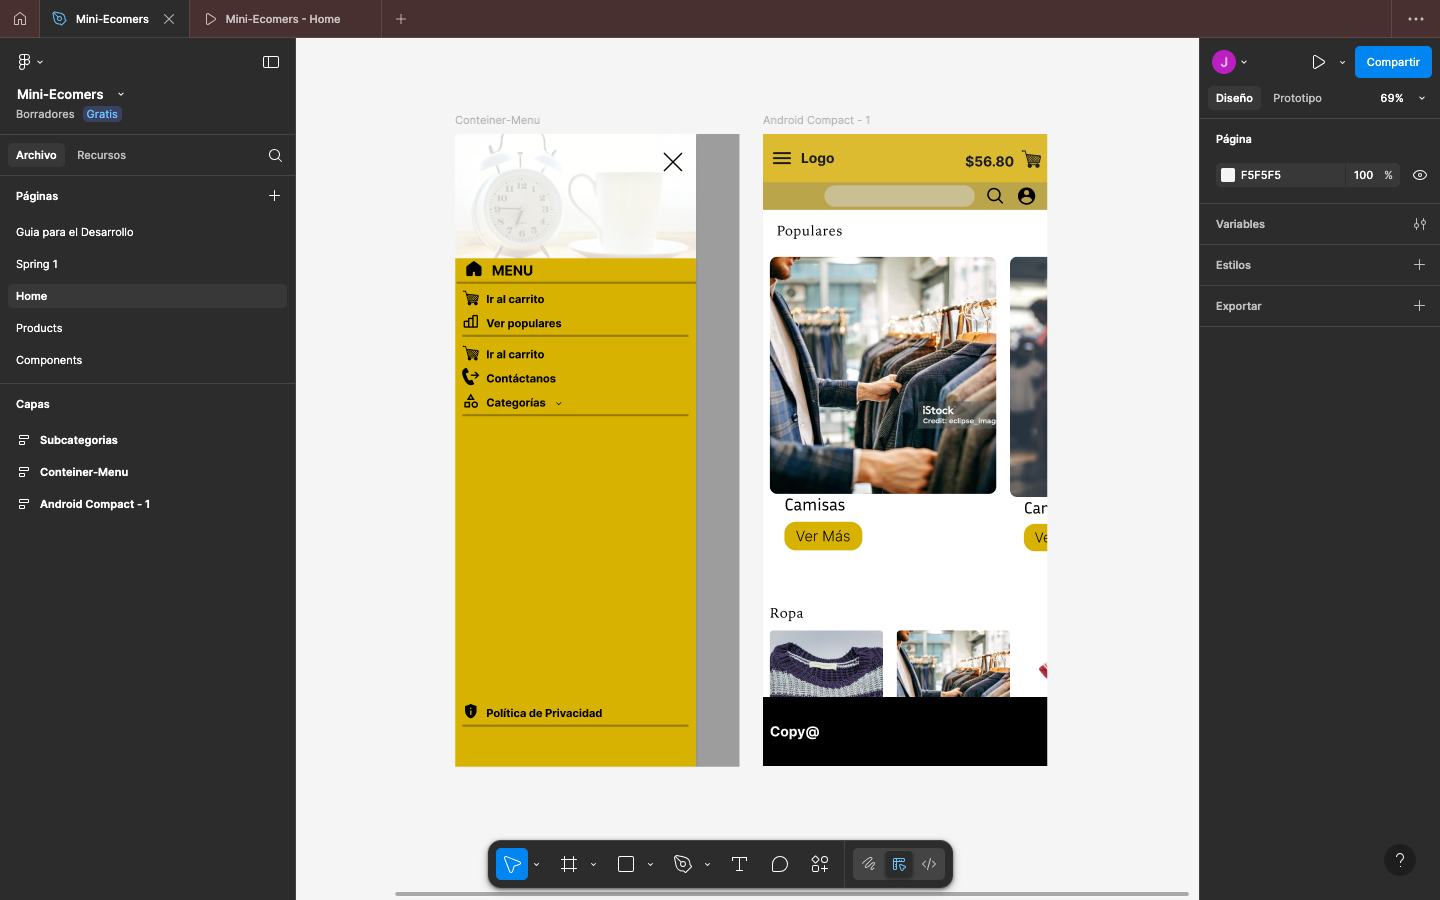 Mini-Ecomers
Mini-Ecomers - Home
Mini-Ecomers
Borradores Gratis
Archivo Recursos
Páginas
Guia para el Desarrollo
Spring 1
Home
Products
Components
Capas
Subcategorias
Conteiner-Menu
Android Compact - 1
Conteiner-Menu
MENU
Ir al carrito
Ver populares
Ir al carrito
Contáctanos
Categorías
Política de Privacidad
Android Compact - 1
Logo $56.80
Populares
iStock
Credit: eclipse_imag
Camisas
Ver Más
Car
Ve
Ropa
Copy@
J
Compartir
Diseño Prototipo 69%
Página
F5F5F5 100 %
Variables
Estilos
Exportar
?